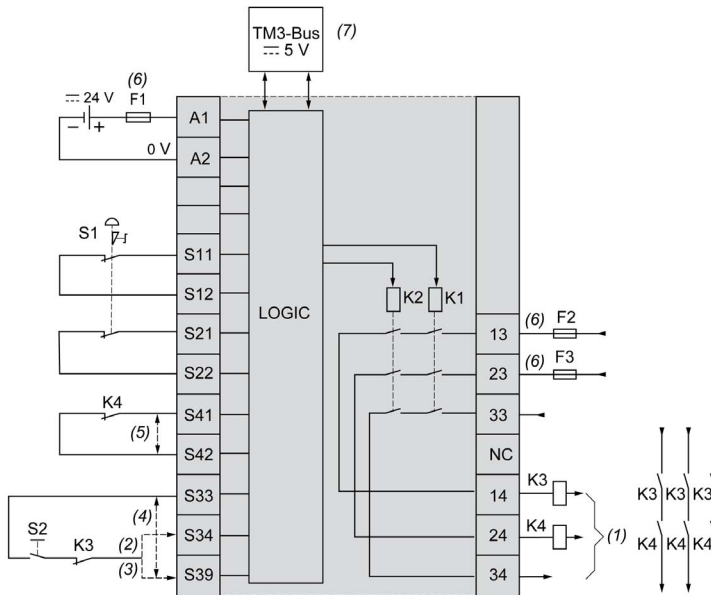 TM3-Bus
5 V
(7)
(6)
24 V
F1
− +
0 V
A1
A2
S1
S11
S12
S21
S22
K4
S41
(5)
S42
S33
(4)
S2
K3
(2)
S34
(3)
S39
LOGIC
K2
K1
13
(6)
F2
23
(6)
F3
33
NC
14
K3
24
K4
34
(1)
K3 K3 K3
K4 K4 K4